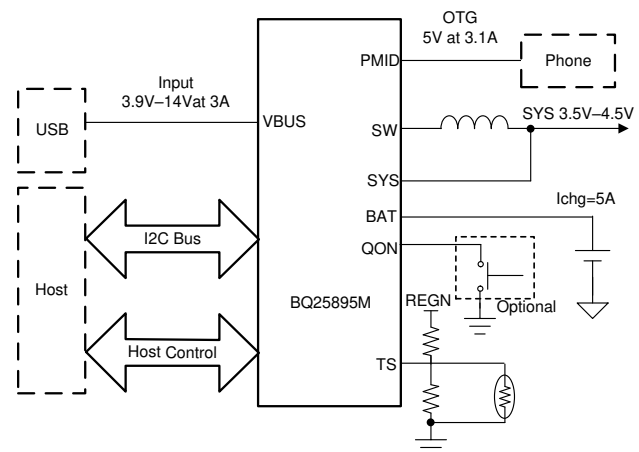 OTG
5V at 3.1A
PMID
Phone
Input
3.9V–14Vat 3A
USB
VBUS
SW
SYS 3.5V–4.5V
SYS
BAT
Ichg=5A
I2C Bus
QON
Host
BQ25895M
REGN
Optional
Host Control
TS